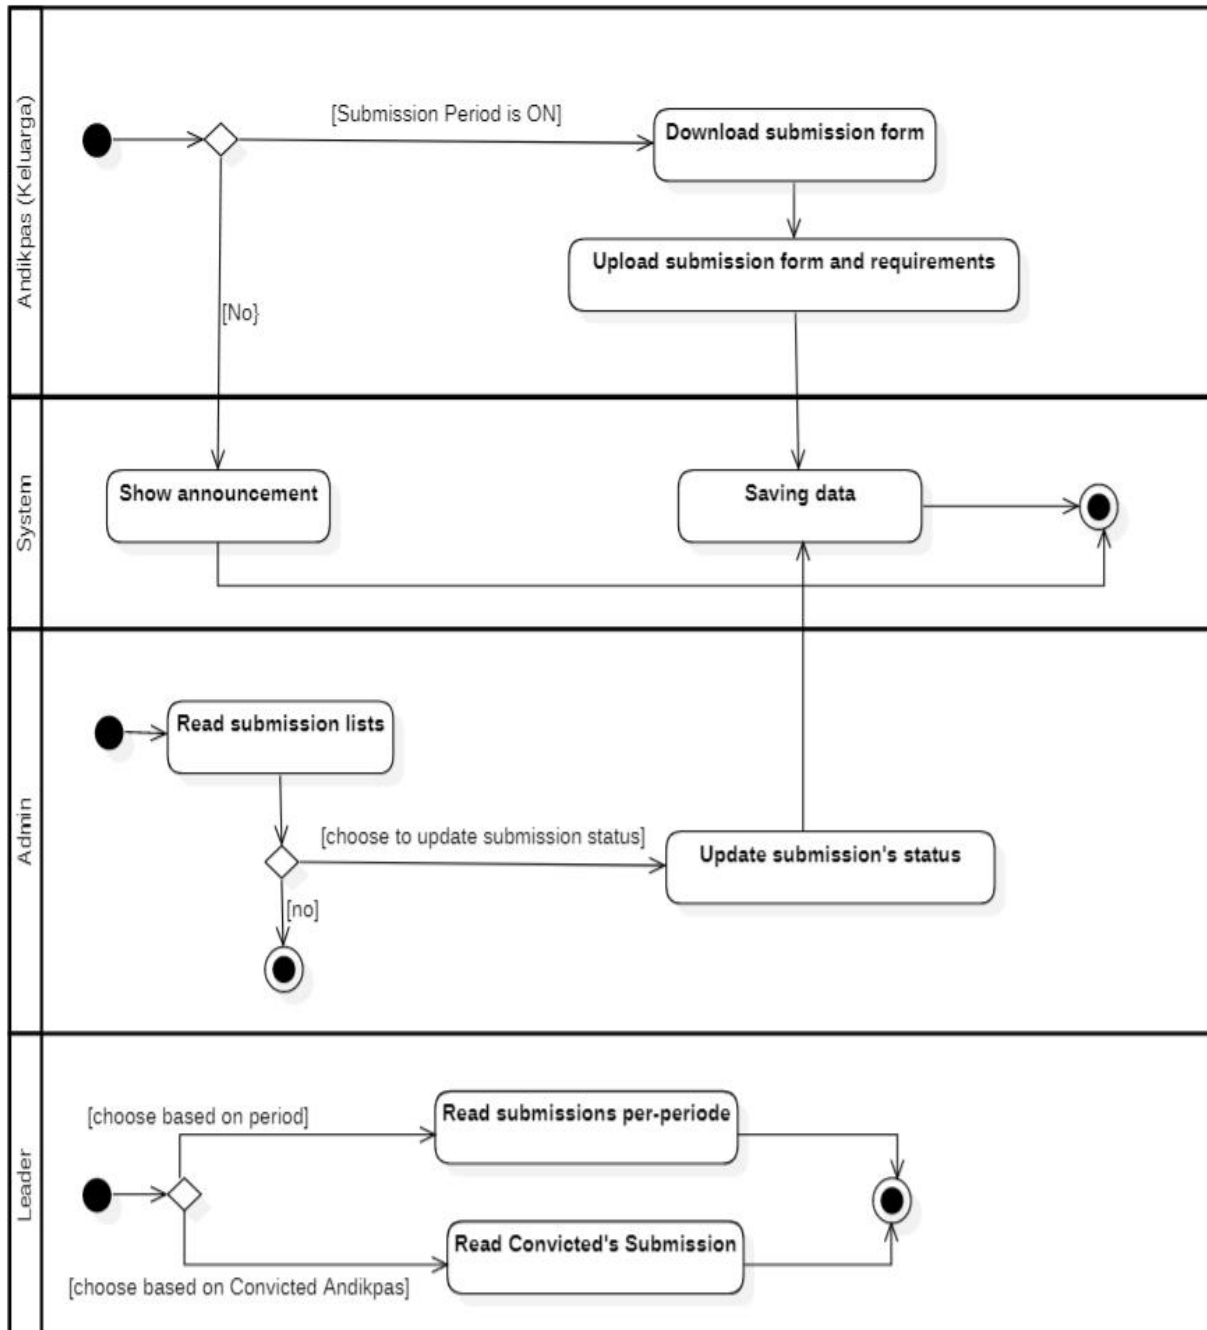 Andikpas (Keluarga)
[Submission Period is ON]
Download submission form
Upload submission form and requirements
[No}
System
Show announcement
Saving data
Admin
Read submission lists
[choose to update submission status]
Update submission's status
[no]
Leader
[choose based on period]
Read submissions per-periode
Read Convicted's Submission
[choose based on Convicted Andikpas]